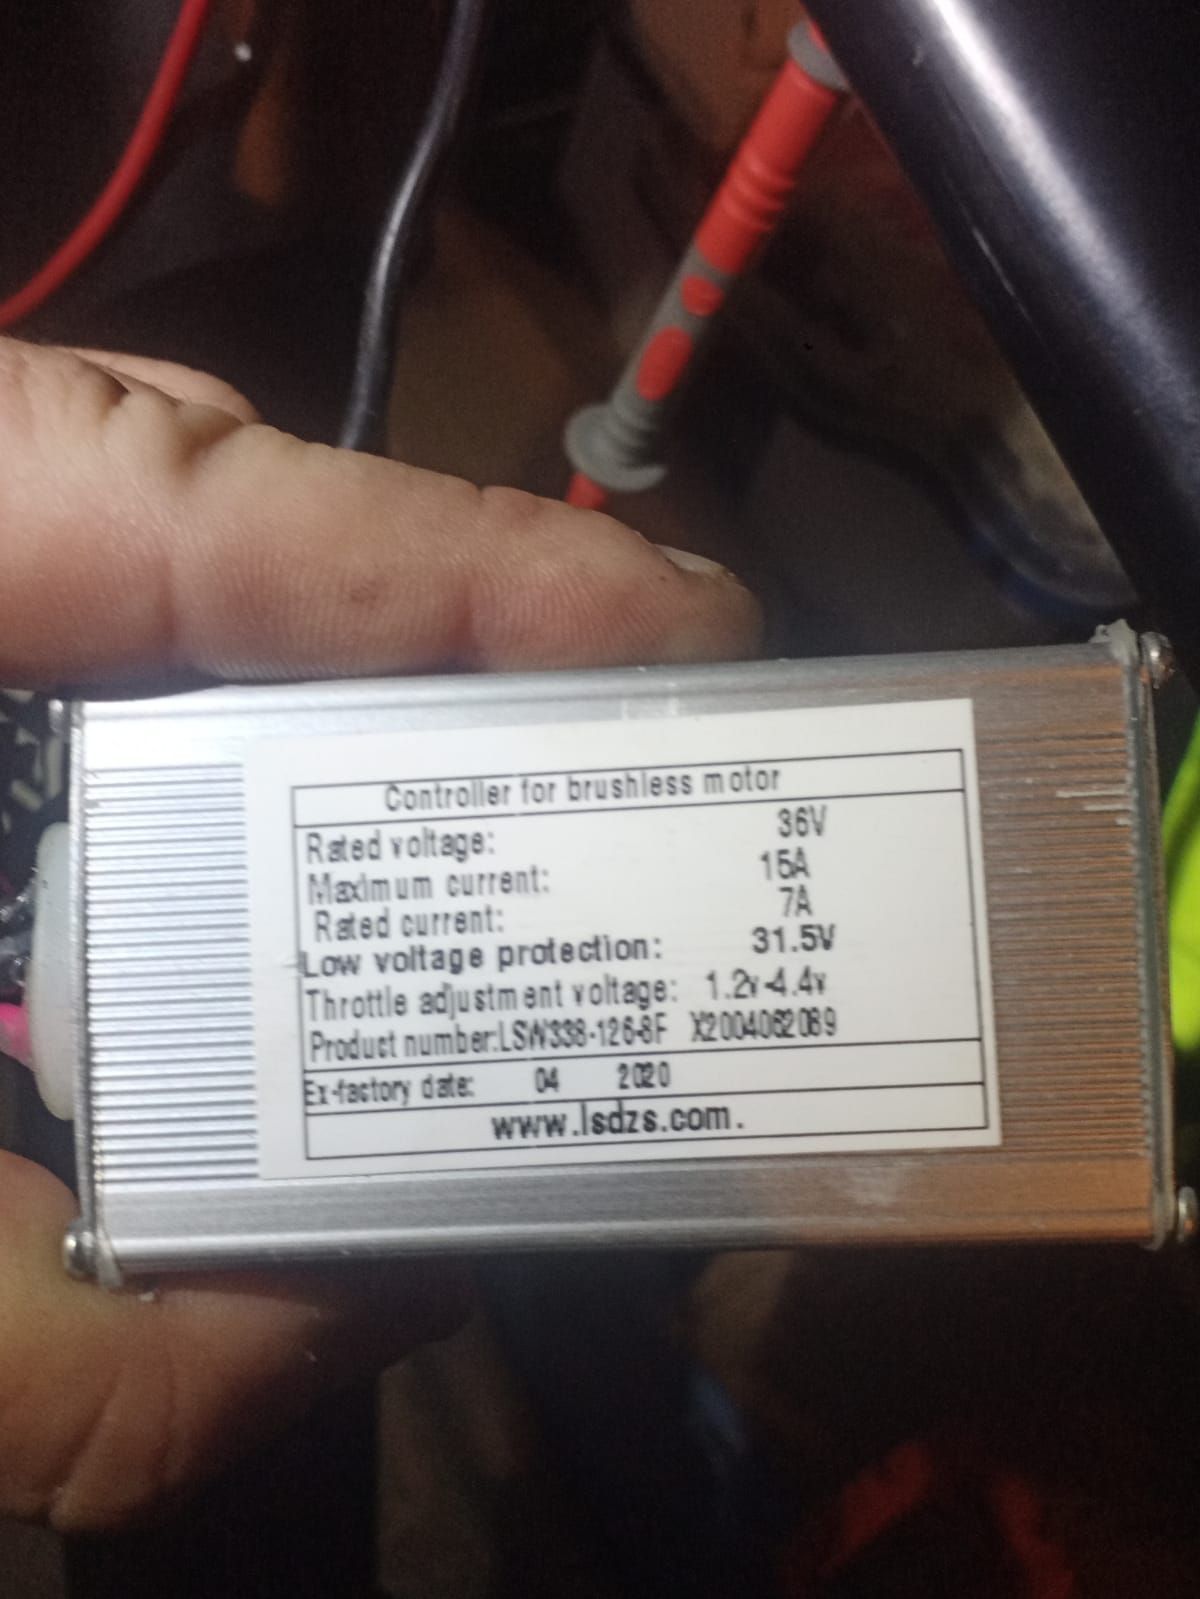 Controller for brushless motor
Rated voltage: 36V
Maximum current: 15A
Rated current: 7A
Low voltage protection: 31.5V
Throttle adjustment voltage: 1.2v-4.4v
Product number:LSW338-126-8F X2004062089
Ex-factory date: 04 2020
www.lsdzs.com.